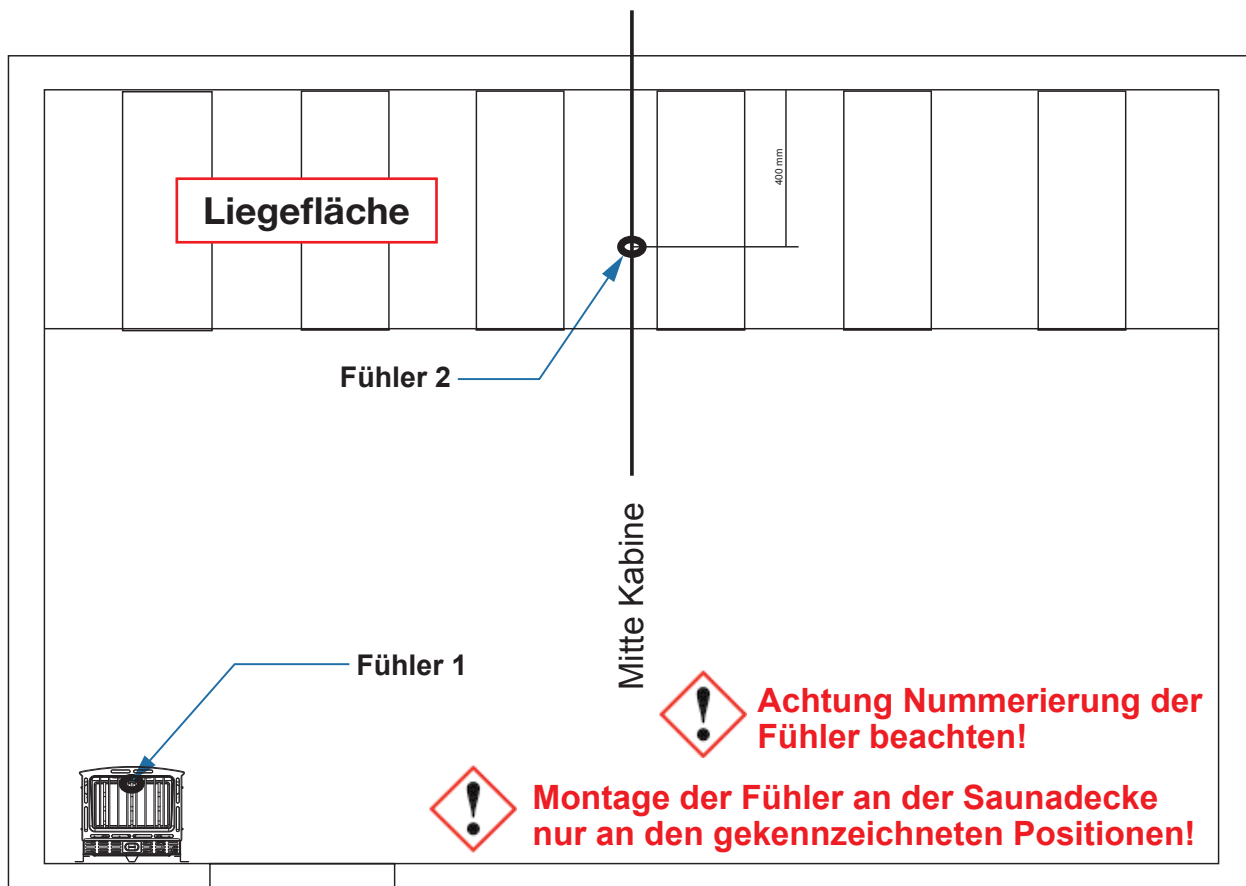 400 mm
Liegefläche
Fühler 2
Mitte Kabine
Fühler 1
Achtung Nummerierung der
Fühler beachten!
Montage der Fühler an der Saunadecke
nur an den gekennzeichneten Positionen!